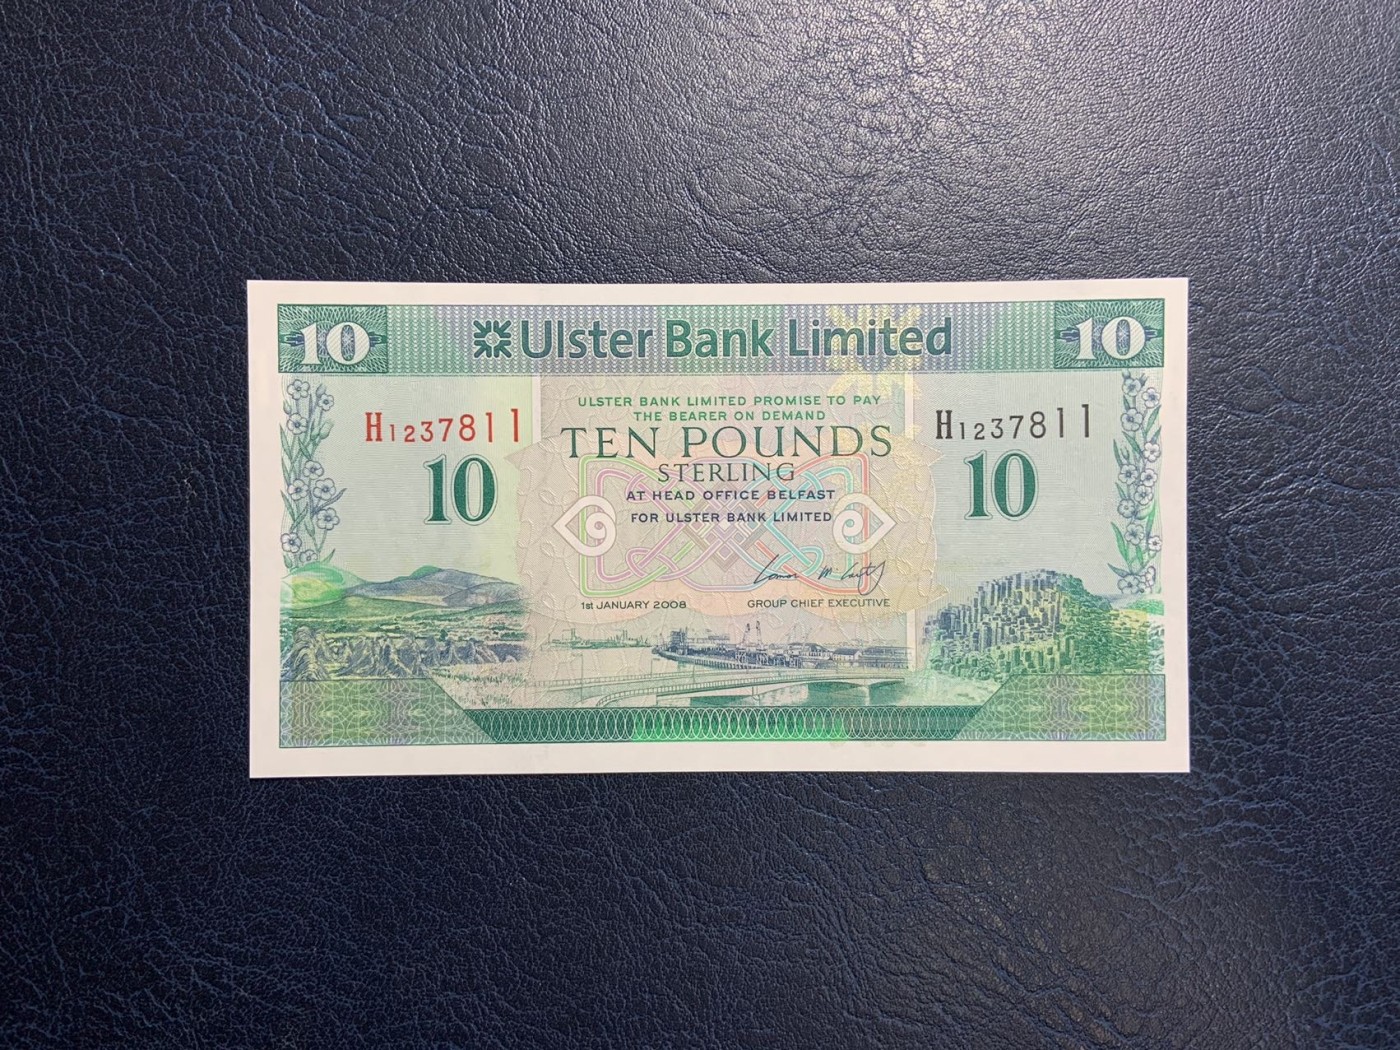 10 Ulster Bank Limited 10
ULSTER BANK LIMITED PROMISE TO PAY
THE BEARER ON DEMAND
H1237811 TEN POUNDS H1237811
10 STERLING 10
AT HEAD OFFICE BELFAST
FOR ULSTER BANK LIMITED
1st JANUARY 2008 GROUP CHIEF EXECUTIVE